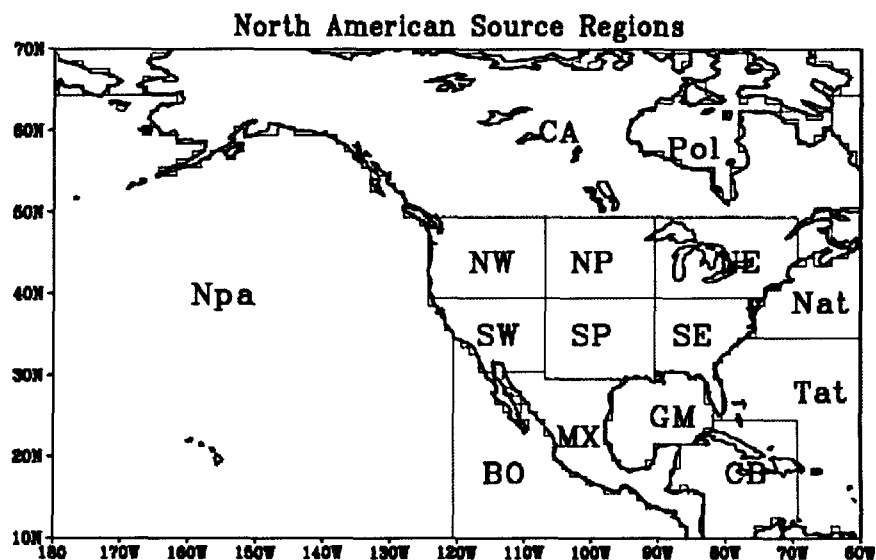 North American Source Regions
70N
60N
CA
Pol
50N
NW
NP
NE
40N
Npa
Nat
SW
SP
SE
30N
Tat
GM
MX
20N
BO
CB
10N
180
170W
160W
150W
140W
130W
120W
110W
100W
90W
80W
70W
60W